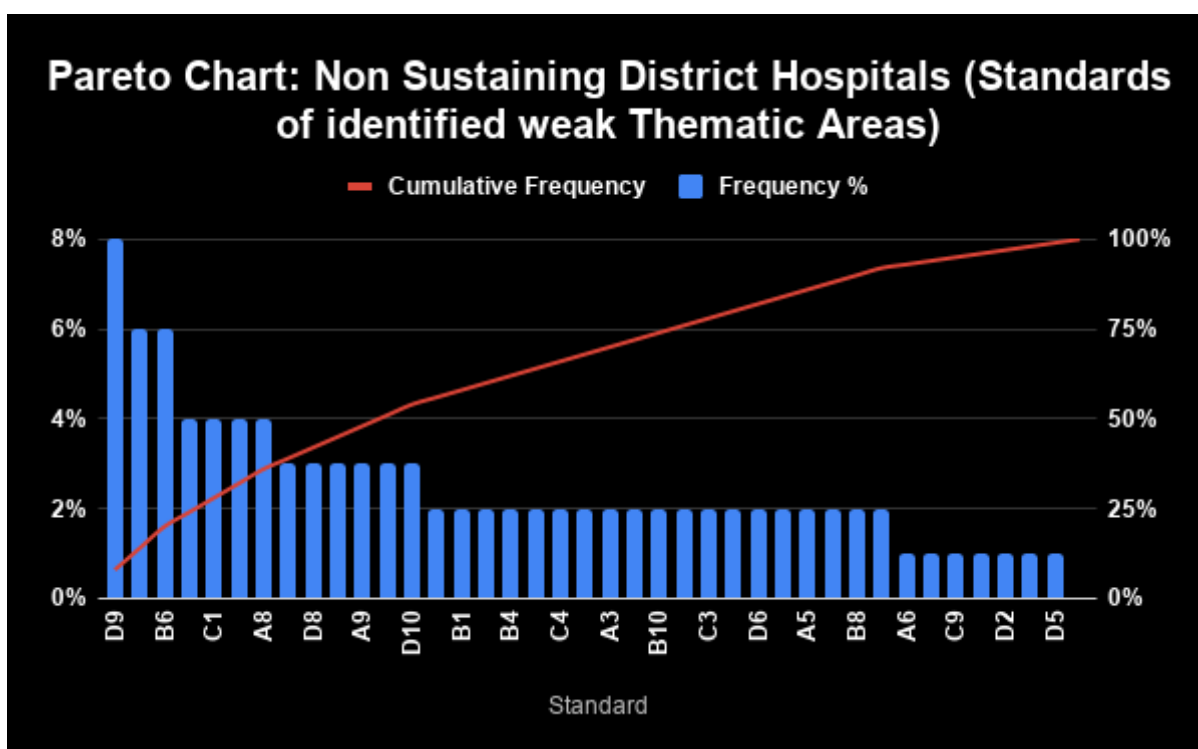 Pareto Chart: Non Sustaining District Hospitals (Standards
of identified weak Thematic Areas)
Cumulative Frequency Frequency %
8% 100%
6% 75%
4% 50%
2% 25%
0% 0%
D9 B6 C1 A8 D8 A9 D10 B1 B4 C4 A3 B10 C3 D6 A5 B8 A6 C9 D2 D5
Standard